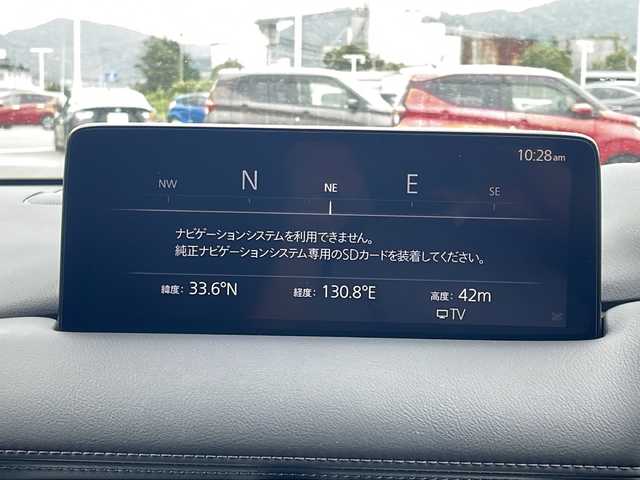 10:28am
NW N NE E SE
ナビゲーションシステムを利用できません。
純正ナビゲーションシステム専用のSDカードを装着してください。
緯度: 33.6°N 経度: 130.8°E 高度: 42m
TV